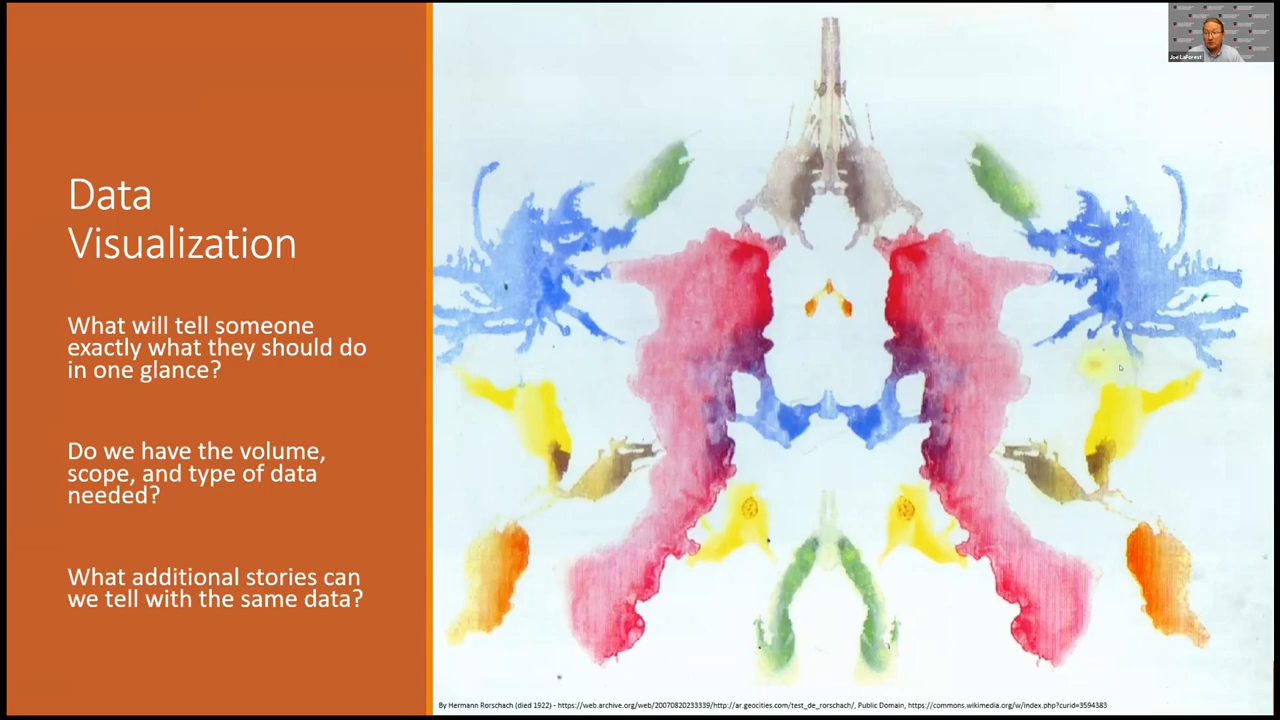 Data
Visualization
What will tell someone
exactly what they should do
in one glance?
Do we have the volume,
scope, and type of data
needed?
What additional stories can
we tell with the same data?
Joe LaForest
By Hermann Rorschach (died 1922) - https://web.archive.org/web/20070820233339/http://ar.geocities.com/test_de_rorschach/, Public Domain, https://commons.wikimedia.org/w/index.php?curid=3594383